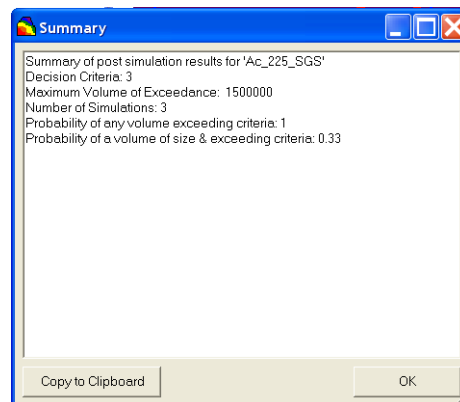 Summary
Summary of post simulation results for 'Ac_225_SGS'
Decision Criteria: 3
Maximum Volume of Exceedance: 1500000
Number of Simulations: 3
Probability of any volume exceeding criteria: 1
Probability of a volume of size & exceeding criteria: 0.33
Copy to Clipboard
OK